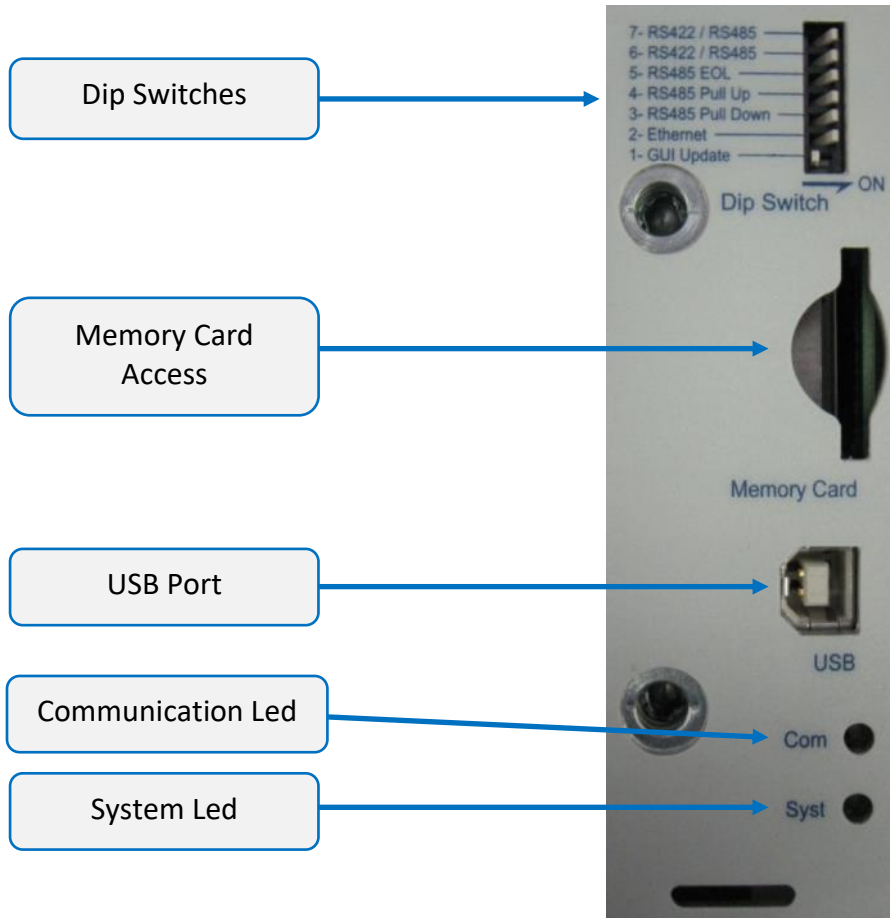 Dip Switches
7- RS422 / RS485
6- RS422 / RS485
5- RS485 EOL
4- RS485 Pull Up
3- RS485 Pull Down
2- Ethernet
1- GUI Update
ON
Dip Switch
Memory Card
Access
Memory Card
USB Port
USB
Communication Led
Com
System Led
Syst